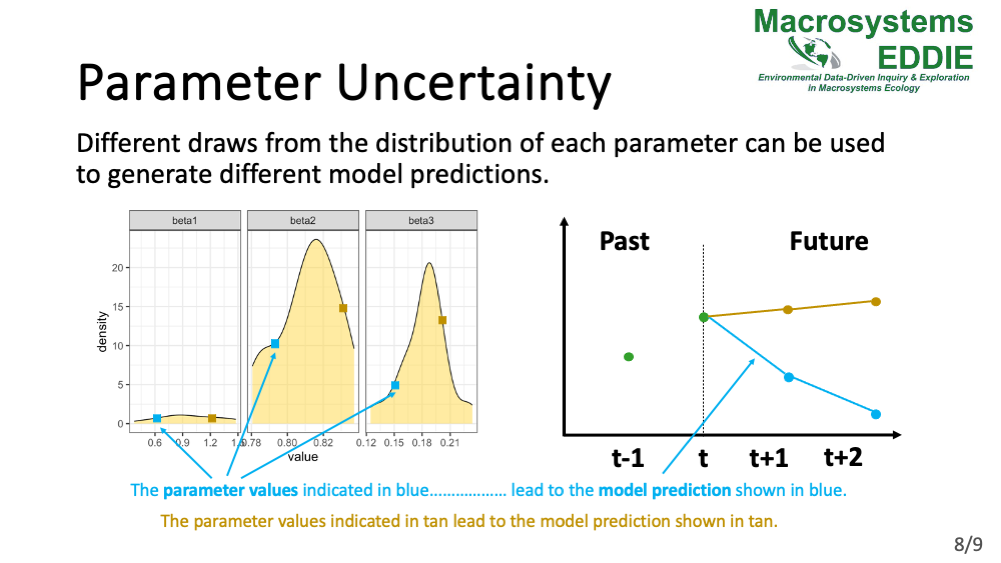 Macrosystems
EDDIE
Environmental Data-Driven Inquiry & Exploration
in Macrosystems Ecology
Parameter Uncertainty
Different draws from the distribution of each parameter can be used
to generate different model predictions.
beta1 beta2 beta3
density
20
15
10
5
0
0.6 0.9 1.2 0.78 0.80 0.82 0.12 0.15 0.18 0.21
value
Past Future
t-1 t t+1 t+2
The parameter values indicated in blue.................. lead to the model prediction shown in blue.
The parameter values indicated in tan lead to the model prediction shown in tan.
8/9